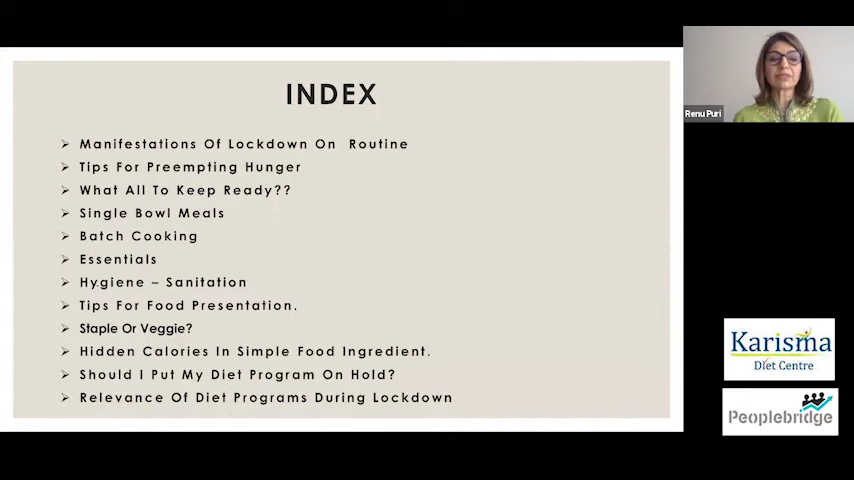 INDEX
Manifestations Of Lockdown On Routine
Tips For Preempting Hunger
What All To Keep Ready??
Single Bowl Meals
Batch Cooking
Essentials
Hygiene – Sanitation
Tips For Food Presentation.
Staple Or Veggie?
Hidden Calories In Simple Food Ingredient.
Should I Put My Diet Program On Hold?
Relevance Of Diet Programs During Lockdown
Renu Puri
Karisma
Diet Centre
Peoplebridge